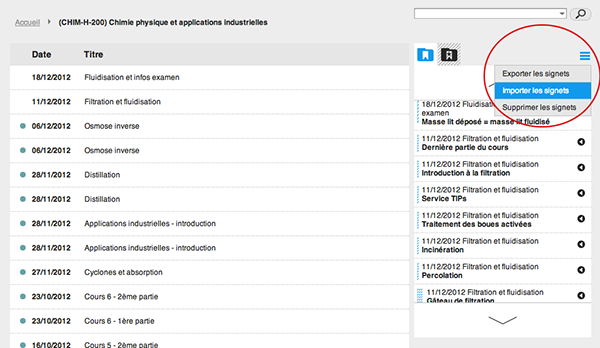 Accueil (CHIM-H-200) Chimie physique et applications industrielles
Date Titre
18/12/2012 Fluidisation et infos examen
11/12/2012 Filtration et fluidisation
06/12/2012 Osmose inverse
06/12/2012 Osmose inverse
28/11/2012 Distillation
28/11/2012 Distillation
28/11/2012 Applications industrielles - introduction
28/11/2012 Applications industrielles - introduction
27/11/2012 Cyclones et absorption
23/10/2012 Cours 6 - 2ème partie
23/10/2012 Cours 6 - 1ère partie
16/10/2012 Cours 5 - 2ème partie
Exporter les signets
Importer les signets
Supprimer les signets
18/12/2012 Fluidisation
examen
Masse lit déposé = masse lit fluidisé
11/12/2012 Filtration et fluidisation
Dernière partie du cours
11/12/2012 Filtration et fluidisation
Introduction à la filtration
11/12/2012 Filtration et fluidisation
Service TIPs
11/12/2012 Filtration et fluidisation
Traitement des boues activées
11/12/2012 Filtration et fluidisation
Incinération
11/12/2012 Filtration et fluidisation
Percolation
11/12/2012 Filtration et fluidisation
Gâteau de filtration